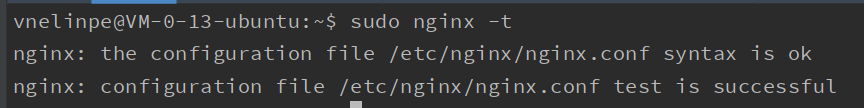 vnelinpe@VM-0-13-ubuntu:~$ sudo nginx -t
nginx: the configuration file /etc/nginx/nginx.conf syntax is ok
nginx: configuration file /etc/nginx/nginx.conf test is successful